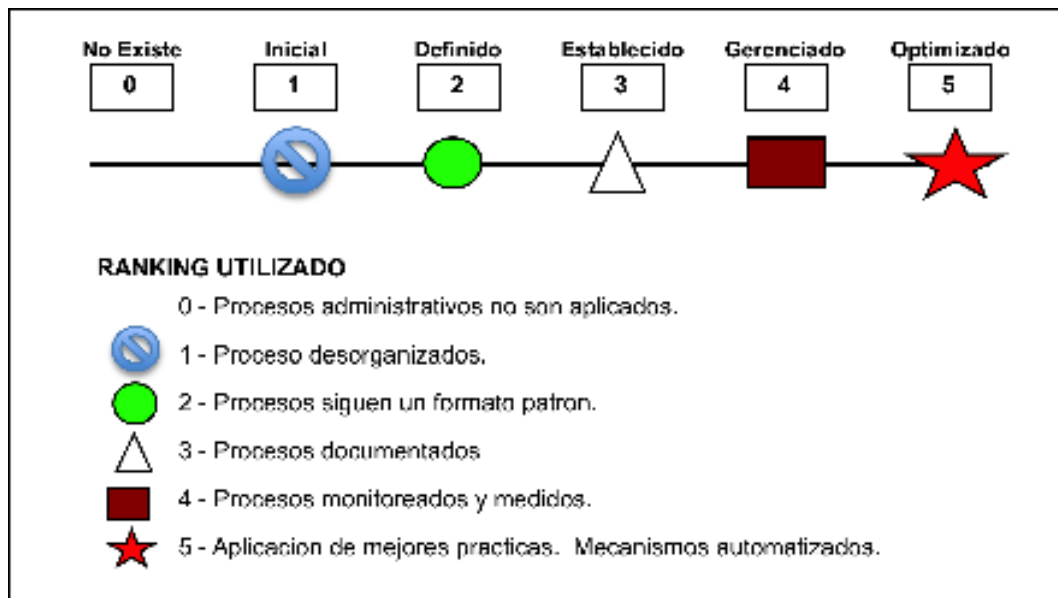 No Existe Inicial Definido Establecido Gerenciado Optimizado
0 1 2 3 4 5
RANKING UTILIZADO
0 - Procesos administrativos no son aplicados.
1 - Proceso desorganizados.
2 - Procesos siguen un formato patron.
3 - Procesos documentados
4 - Procesos monitoreados y medidos.
5 - Aplicacion de mejores practicas. Mecanismos automatizados.